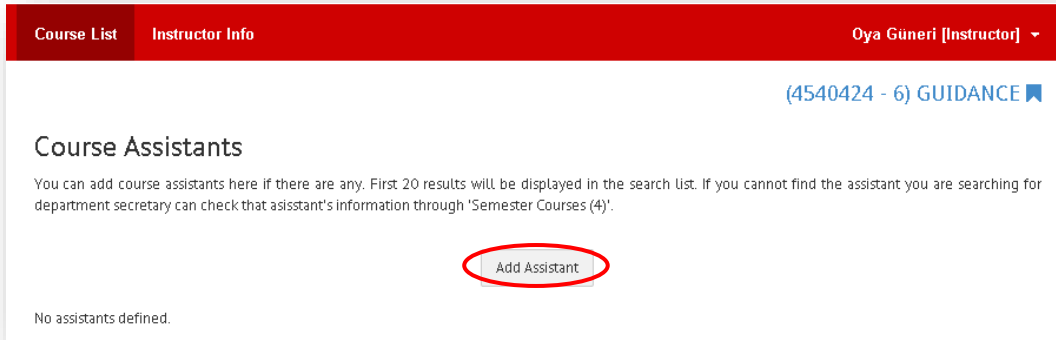 Course List Instructor Info Oya Güneri [Instructor]
(4540424 - 6) GUIDANCE
Course Assistants
You can add course assistants here if there are any. First 20 results will be displayed in the search list. If you cannot find the assistant you are searching for
department secretary can check that asisstant's information through 'Semester Courses (4)'.
Add Assistant
No assistants defined.